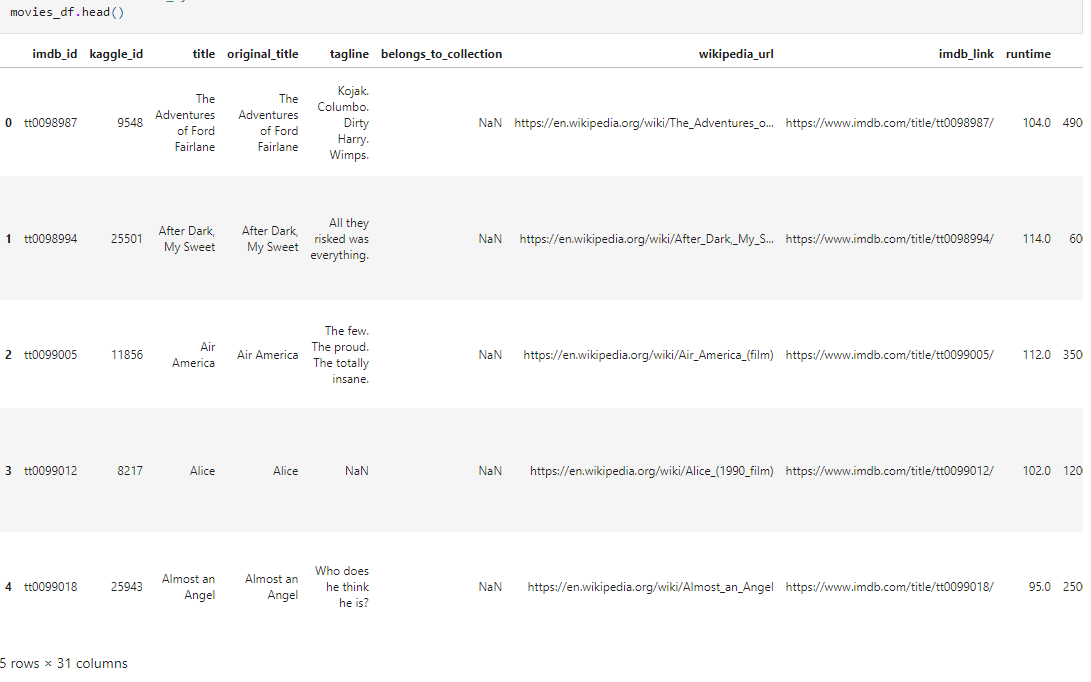 movies_df.head()
imdb_id kaggle_id title original_title tagline belongs_to_collection wikipedia_url imdb_link runtime
0 tt0098987 9548 The Adventures of Ford Fairlane The Adventures of Ford Fairlane Kojak. Columbo. Dirty Harry. Wimps. NaN https://en.wikipedia.org/wiki/The_Adventures_o... https://www.imdb.com/title/tt0098987/ 104.0 490
1 tt0098994 25501 After Dark, My Sweet After Dark, My Sweet All they risked was everything. NaN https://en.wikipedia.org/wiki/After_Dark,_My_S... https://www.imdb.com/title/tt0098994/ 114.0 60
2 tt0099005 11856 Air America Air America The few. The proud. The totally insane. NaN https://en.wikipedia.org/wiki/Air_America_(film) https://www.imdb.com/title/tt0099005/ 112.0 350
3 tt0099012 8217 Alice Alice NaN NaN https://en.wikipedia.org/wiki/Alice_(1990_film) https://www.imdb.com/title/tt0099012/ 102.0 120
4 tt0099018 25943 Almost an Angel Almost an Angel Who does he think he is? NaN https://en.wikipedia.org/wiki/Almost_an_Angel https://www.imdb.com/title/tt0099018/ 95.0 250
5 rows × 31 columns